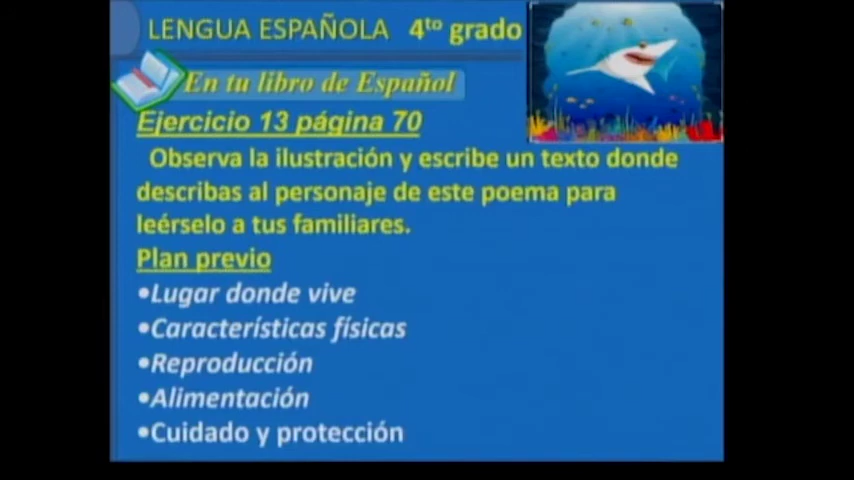 LENGUA ESPAÑOLA 4to grado
En tu libro de Español
Ejercicio 13 página 70
Observa la ilustración y escribe un texto donde
describas al personaje de este poema para
leérselo a tus familiares.
Plan previo
•Lugar donde vive
•Características físicas
•Reproducción
•Alimentación
•Cuidado y protección